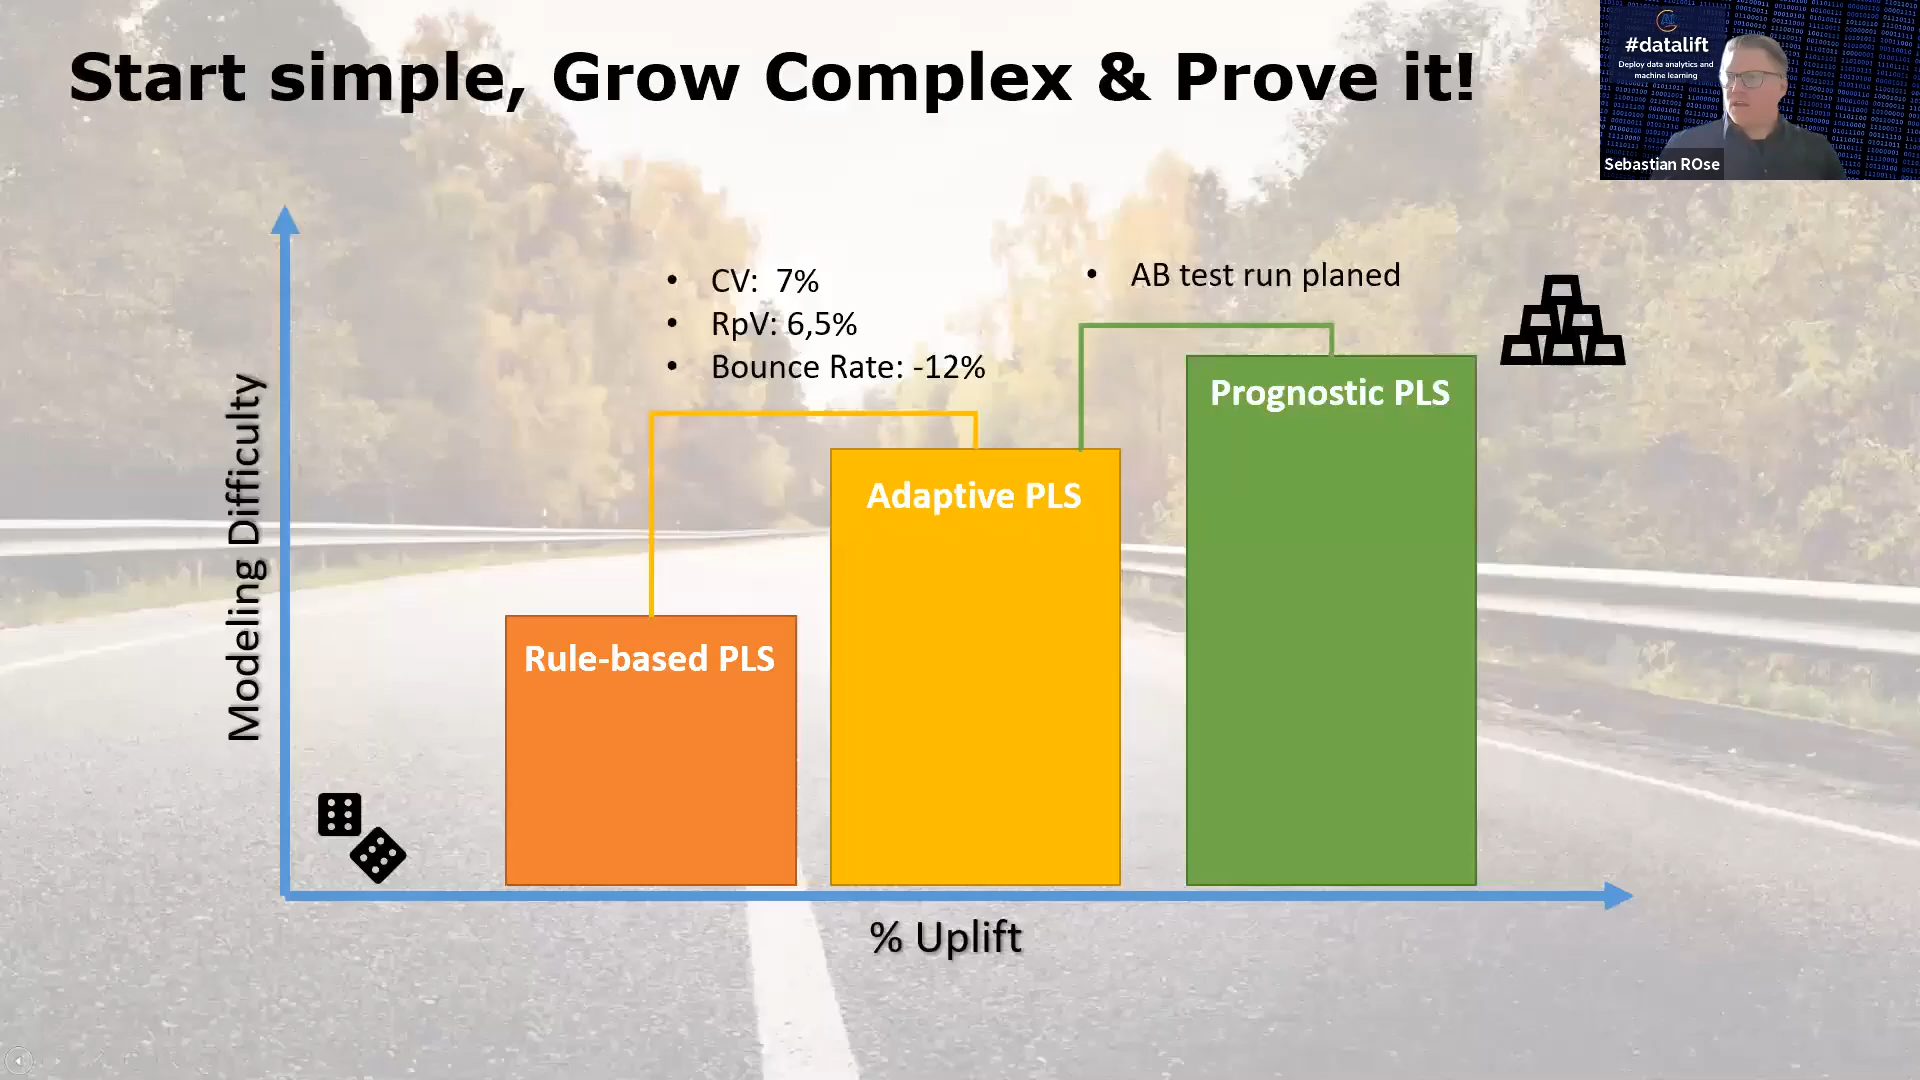 Start simple, Grow Complex & Prove it!
#datalift
Deploy data analytics and
machine learning
Sebastian ROse
• CV: 7%
• RpV: 6,5%
• Bounce Rate: -12%
• AB test run planed
Prognostic PLS
Adaptive PLS
Rule-based PLS
Modeling Difficulty
% Uplift